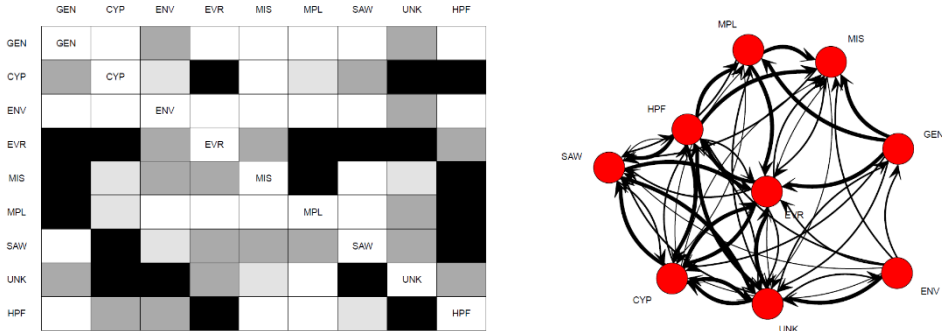 GEN CYP ENV EVR MIS MPL SAW UNK HPF
GEN GEN
CYP CYP
ENV ENV
EVR EVR
MIS MIS
MPL MPL
SAW SAW
UNK UNK
HPF HPF
MPL
MIS
HPF
GEN
SAW
EVR
CYP
ENV
UNK